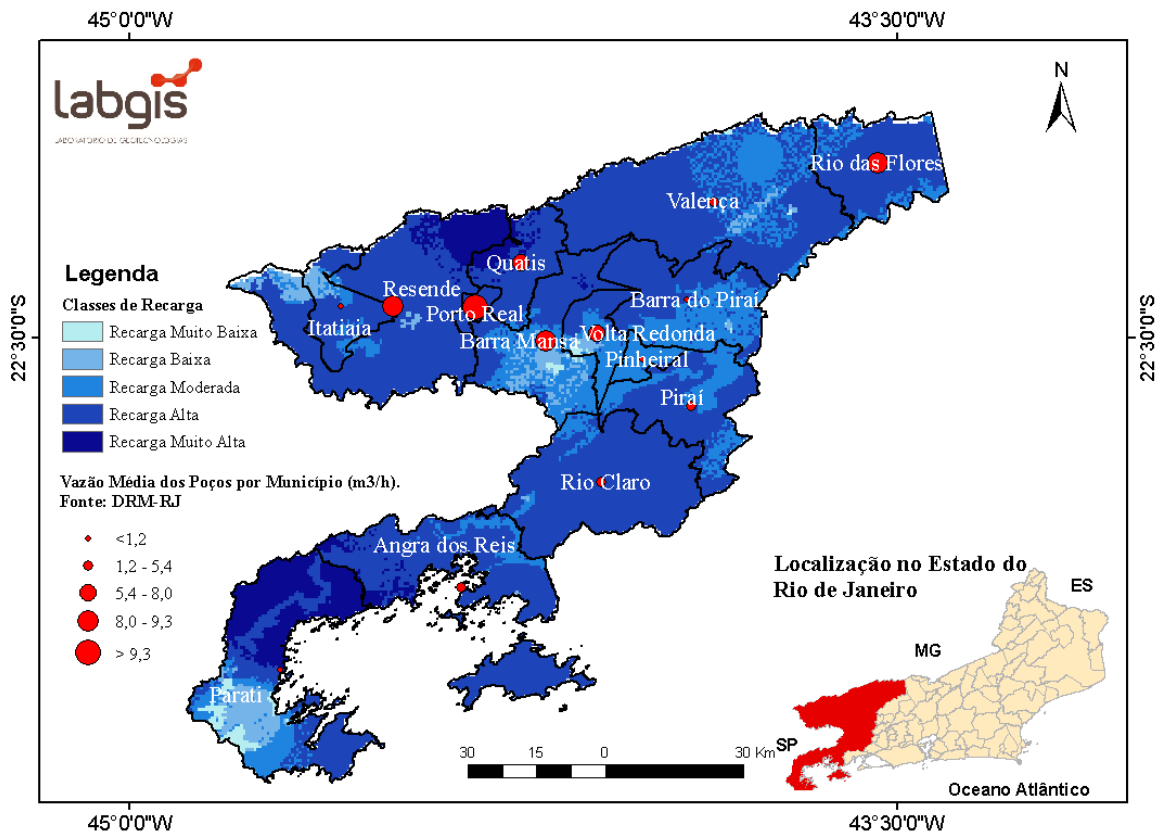 45°0'0"W
43°30'0"W
labgis
LABORATÓRIO DE GEOTECNOLOGIAS
N
Rio das Flores
Valença
Quatis
Legenda
Classes de Recarga
Recarga Muito Baixa
Recarga Baixa
Recarga Moderada
Recarga Alta
Recarga Muito Alta
Resende
Porto Real
Itatiaia
Barra do Piraí
Barra Mansa
Volta Redonda
Pinheiral
Piraí
22°30'0"S
22°30'0"S
Vazão Média dos Poços por Município (m3/h).
Fonte: DRM-RJ
<1,2
1,2 - 5,4
5,4 - 8,0
8,0 - 9,3
> 9,3
Rio Claro
Angra dos Reis
Parati
Localização no Estado do
Rio de Janeiro
ES
MG
SP
Oceano Atlântico
30 15 0 30 Km
45°0'0"W
43°30'0"W